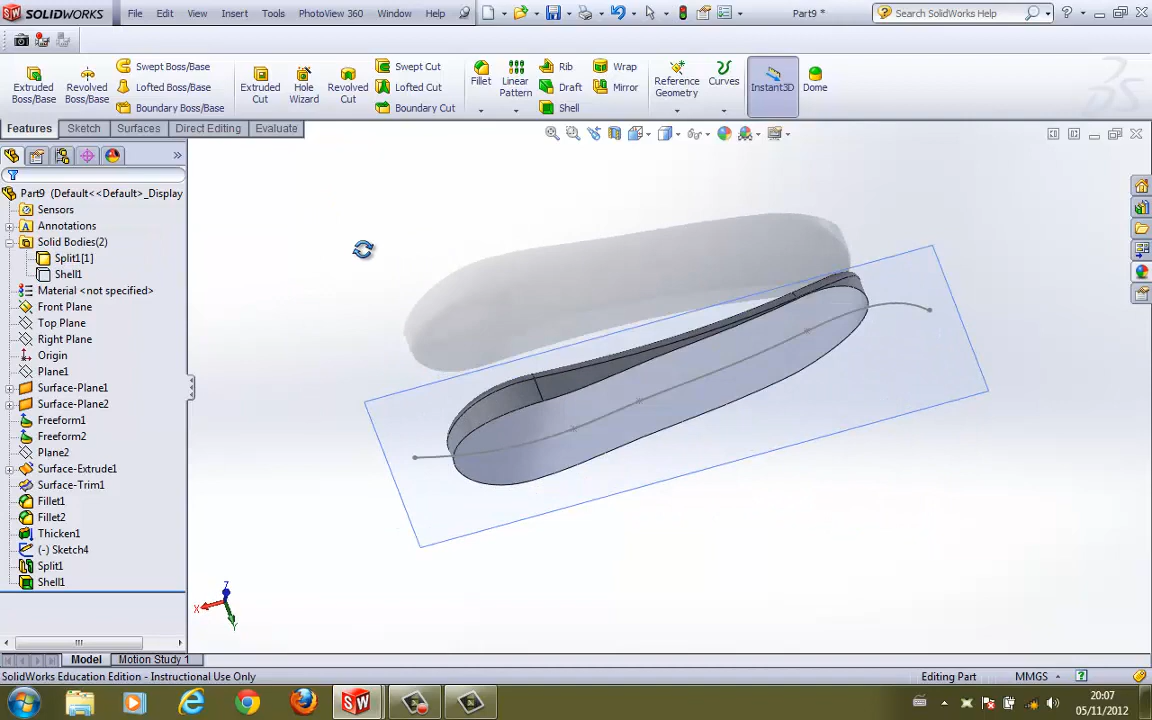 SOLIDWORKS File Edit View Insert Tools PhotoView 360 Window Help Part9 * Search SolidWorks Help
Extruded Boss/Base
Revolved Boss/Base
Swept Boss/Base
Lofted Boss/Base
Boundary Boss/Base
Extruded Cut
Hole Wizard
Revolved Cut
Swept Cut
Lofted Cut
Boundary Cut
Fillet
Linear Pattern
Rib
Draft
Shell
Wrap
Mirror
Reference Geometry
Curves
Instant3D
Dome
Features Sketch Surfaces Direct Editing Evaluate
Part9 (Default<<Default>_Display
Sensors
Annotations
Solid Bodies(2)
Split1[1]
Shell1
Material <not specified>
Front Plane
Top Plane
Right Plane
Origin
Plane1
Surface-Plane1
Surface-Plane2
Freeform1
Freeform2
Plane2
Surface-Extrude1
Surface-Trim1
Fillet1
Fillet2
Thicken1
(-) Sketch4
Split1
Shell1
Z
X
Y
Model Motion Study 1
SolidWorks Education Edition - Instructional Use Only Editing Part MMGS
20:07
05/11/2012